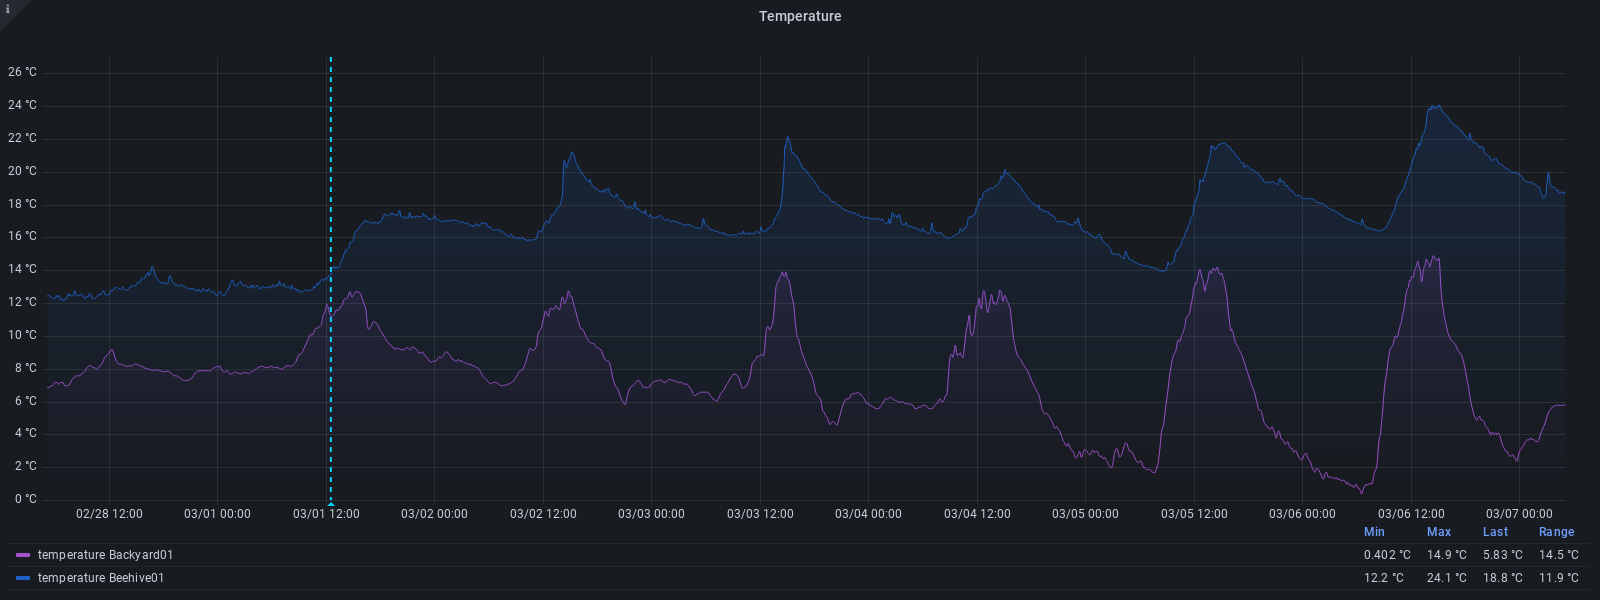 i
Temperature
26 °C
24 °C
22 °C
20 °C
18 °C
16 °C
14 °C
12 °C
10 °C
8 °C
6 °C
4 °C
2 °C
0 °C
02/28 12:00 03/01 00:00 03/01 12:00 03/02 00:00 03/02 12:00 03/03 00:00 03/03 12:00 03/04 00:00 03/04 12:00 03/05 00:00 03/05 12:00 03/06 00:00 03/06 12:00 03/07 00:00
Min Max Last Range
temperature Backyard01 0.402 °C 14.9 °C 5.83 °C 14.5 °C
temperature Beehive01 12.2 °C 24.1 °C 18.8 °C 11.9 °C